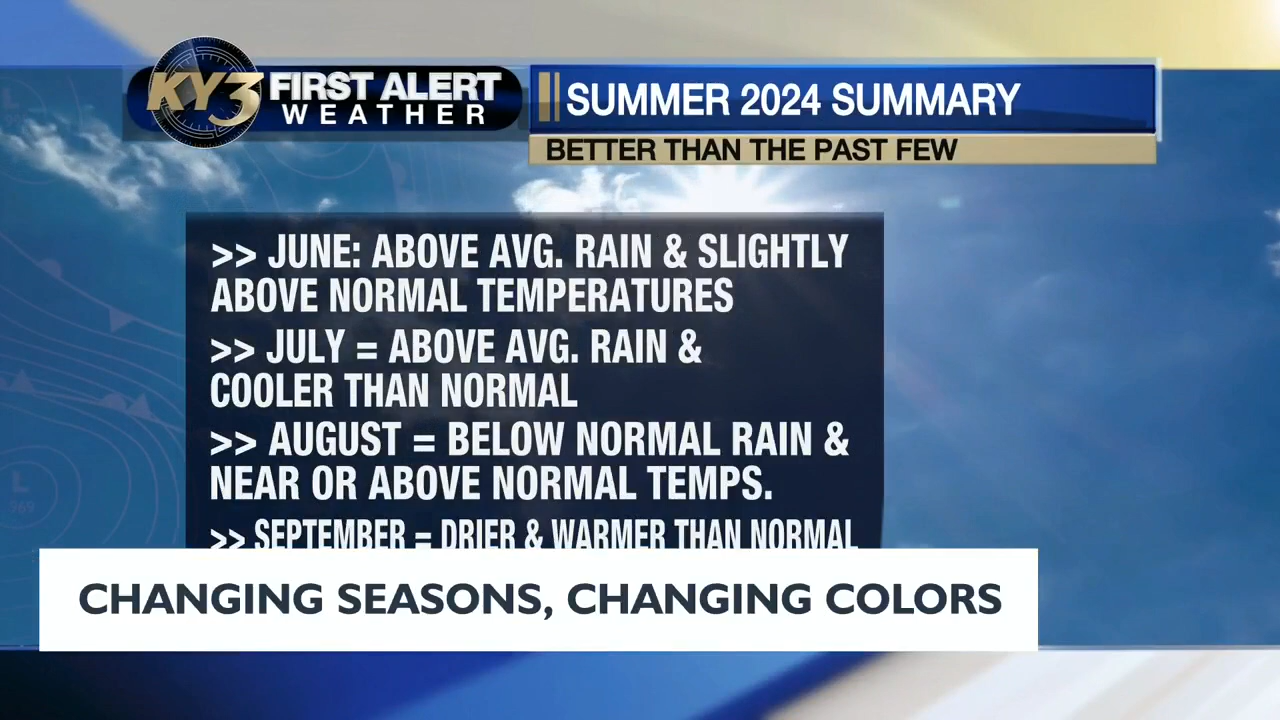 KY3 FIRST ALERT
WEATHER
SUMMER 2024 SUMMARY
BETTER THAN THE PAST FEW
>> JUNE: ABOVE AVG. RAIN & SLIGHTLY
ABOVE NORMAL TEMPERATURES
>> JULY = ABOVE AVG. RAIN &
COOLER THAN NORMAL
>> AUGUST = BELOW NORMAL RAIN &
NEAR OR ABOVE NORMAL TEMPS.
>> SEPTEMBER = DRIER & WARMER THAN NORMAL
L
969
CHANGING SEASONS, CHANGING COLORS